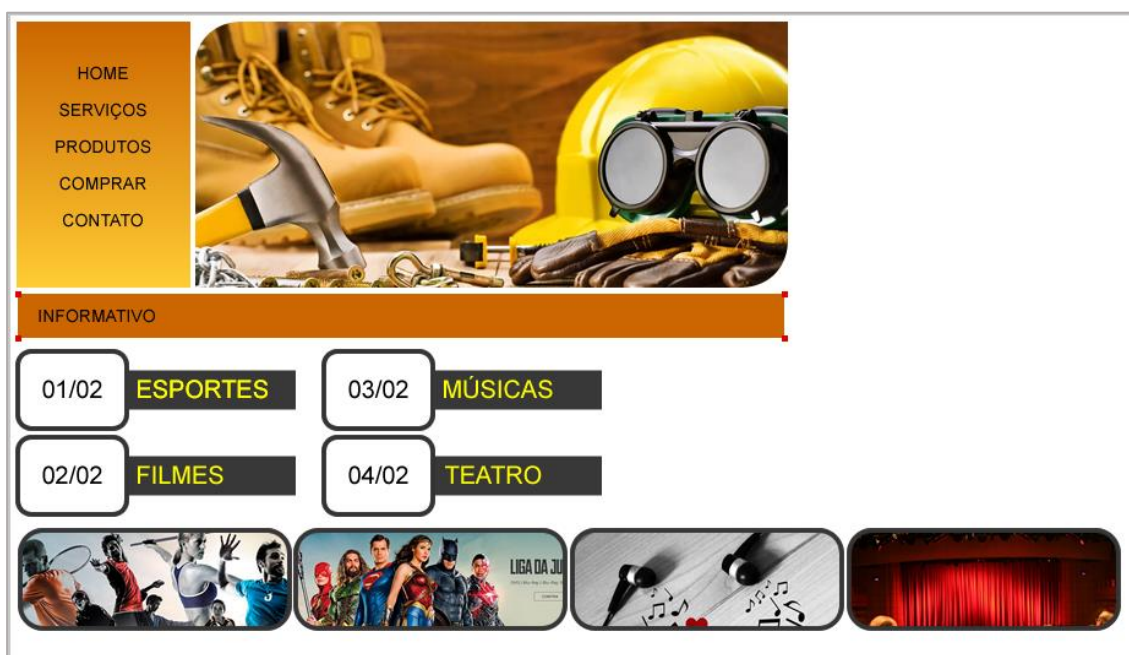 HOME
SERVIÇOS
PRODUTOS
COMPRAR
CONTATO
INFORMATIVO
01/02 ESPORTES
03/02 MÚSICAS
02/02 FILMES
04/02 TEATRO
LIGA DA JU